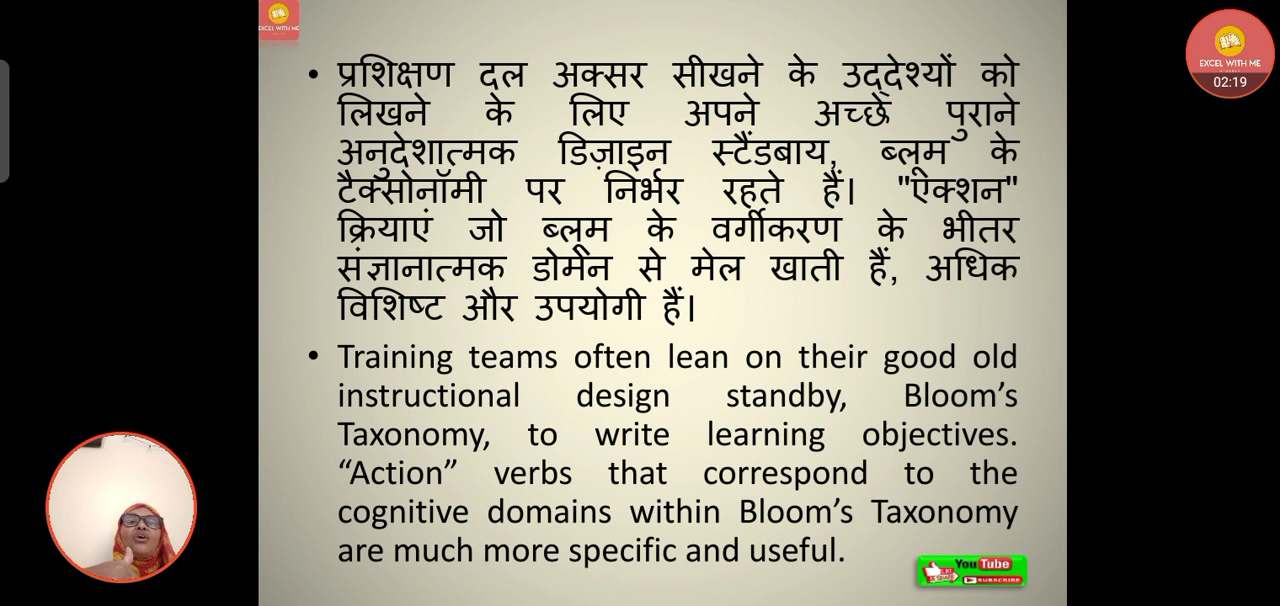 EXCEL WITH ME
• प्रशिक्षण दल अक्सर सीखने के उद्देश्यों को
लिखने के लिए अपने अच्छे पुराने
अनुदेशात्मक डिज़ाइन स्टैंडबाय, ब्लूम के
टैक्सोनॉमी पर निर्भर रहते हैं। "ऐक्शन"
क्रियाएं जो ब्लूम के वर्गीकरण के भीतर
संज्ञानात्मक डोमेन से मेल खाती हैं, अधिक
विशिष्ट और उपयोगी हैं।
• Training teams often lean on their good old
instructional design standby, Bloom’s
Taxonomy, to write learning objectives.
“Action” verbs that correspond to the
cognitive domains within Bloom’s Taxonomy
are much more specific and useful.
EXCEL WITH ME
02:19
YouTube
SUBSCRIBE